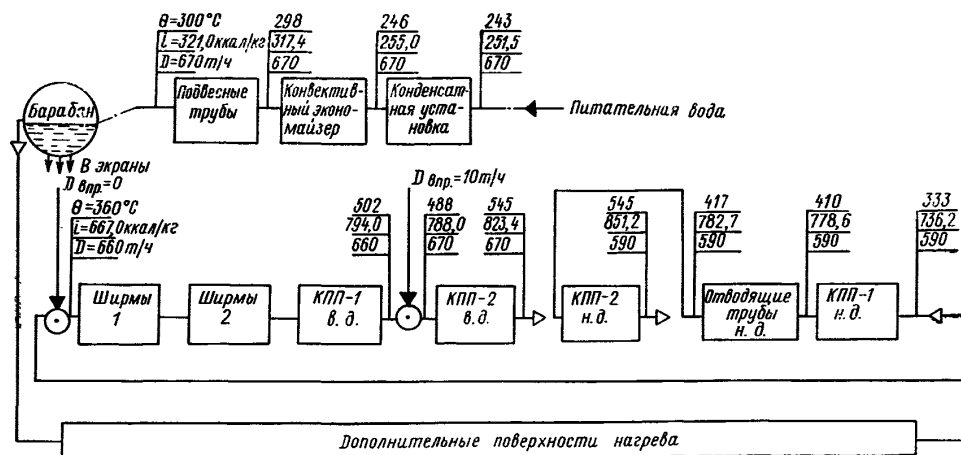 θ=300°C
i=321,0ккал/кг
D=670т/ч
298
317,4
670
246
255,0
670
243
251,5
670
Барабан
Подвесные
трубы
Конвектив-
ный эконо-
майзер
Конденсат-
ная уста-
новка
Питательная вода
В экраны
D впр.=0
θ=360°C
i=667,0ккал/кг
D=660т/ч
502
794,0
660
D впр.=10т/ч
488
788,0
670
545
823,4
670
545
851,2
590
417
782,7
590
410
778,6
590
333
736,2
590
Ширмы
1
Ширмы
2
КПП-1
в.д.
КПП-2
в.д.
КПП-2
н.д.
Отводящие
трубы
н.д.
КПП-1
н.д.
Дополнительные поверхности нагрева